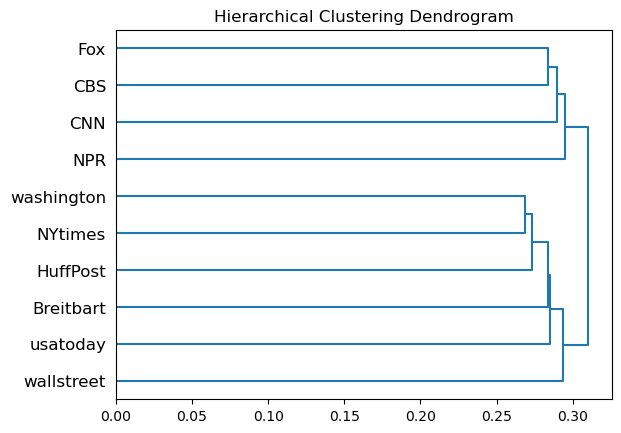 Hierarchical Clustering Dendrogram
Fox
CBS
CNN
NPR
washington
NYtimes
HuffPost
Breitbart
usatoday
wallstreet
0.00 0.05 0.10 0.15 0.20 0.25 0.30